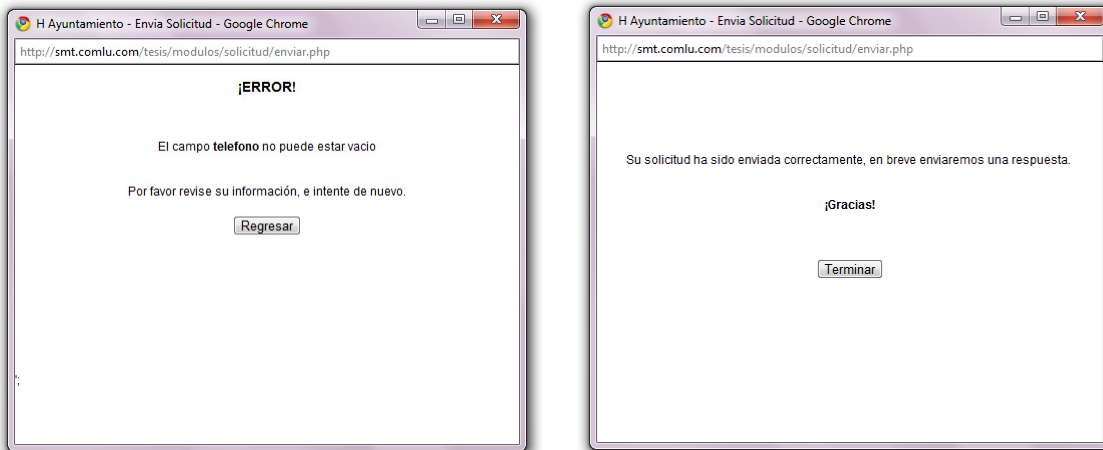 H Ayuntamiento - Envia Solicitud - Google Chrome
http://smt.comlu.com/tesis/modulos/solicitud/enviar.php
¡ERROR!
El campo telefono no puede estar vacio
Por favor revise su información, e intente de nuevo.
Regresar
";
H Ayuntamiento - Envia Solicitud - Google Chrome
http://smt.comlu.com/tesis/modulos/solicitud/enviar.php
Su solicitud ha sido enviada correctamente, en breve enviaremos una respuesta.
¡Gracias!
Terminar